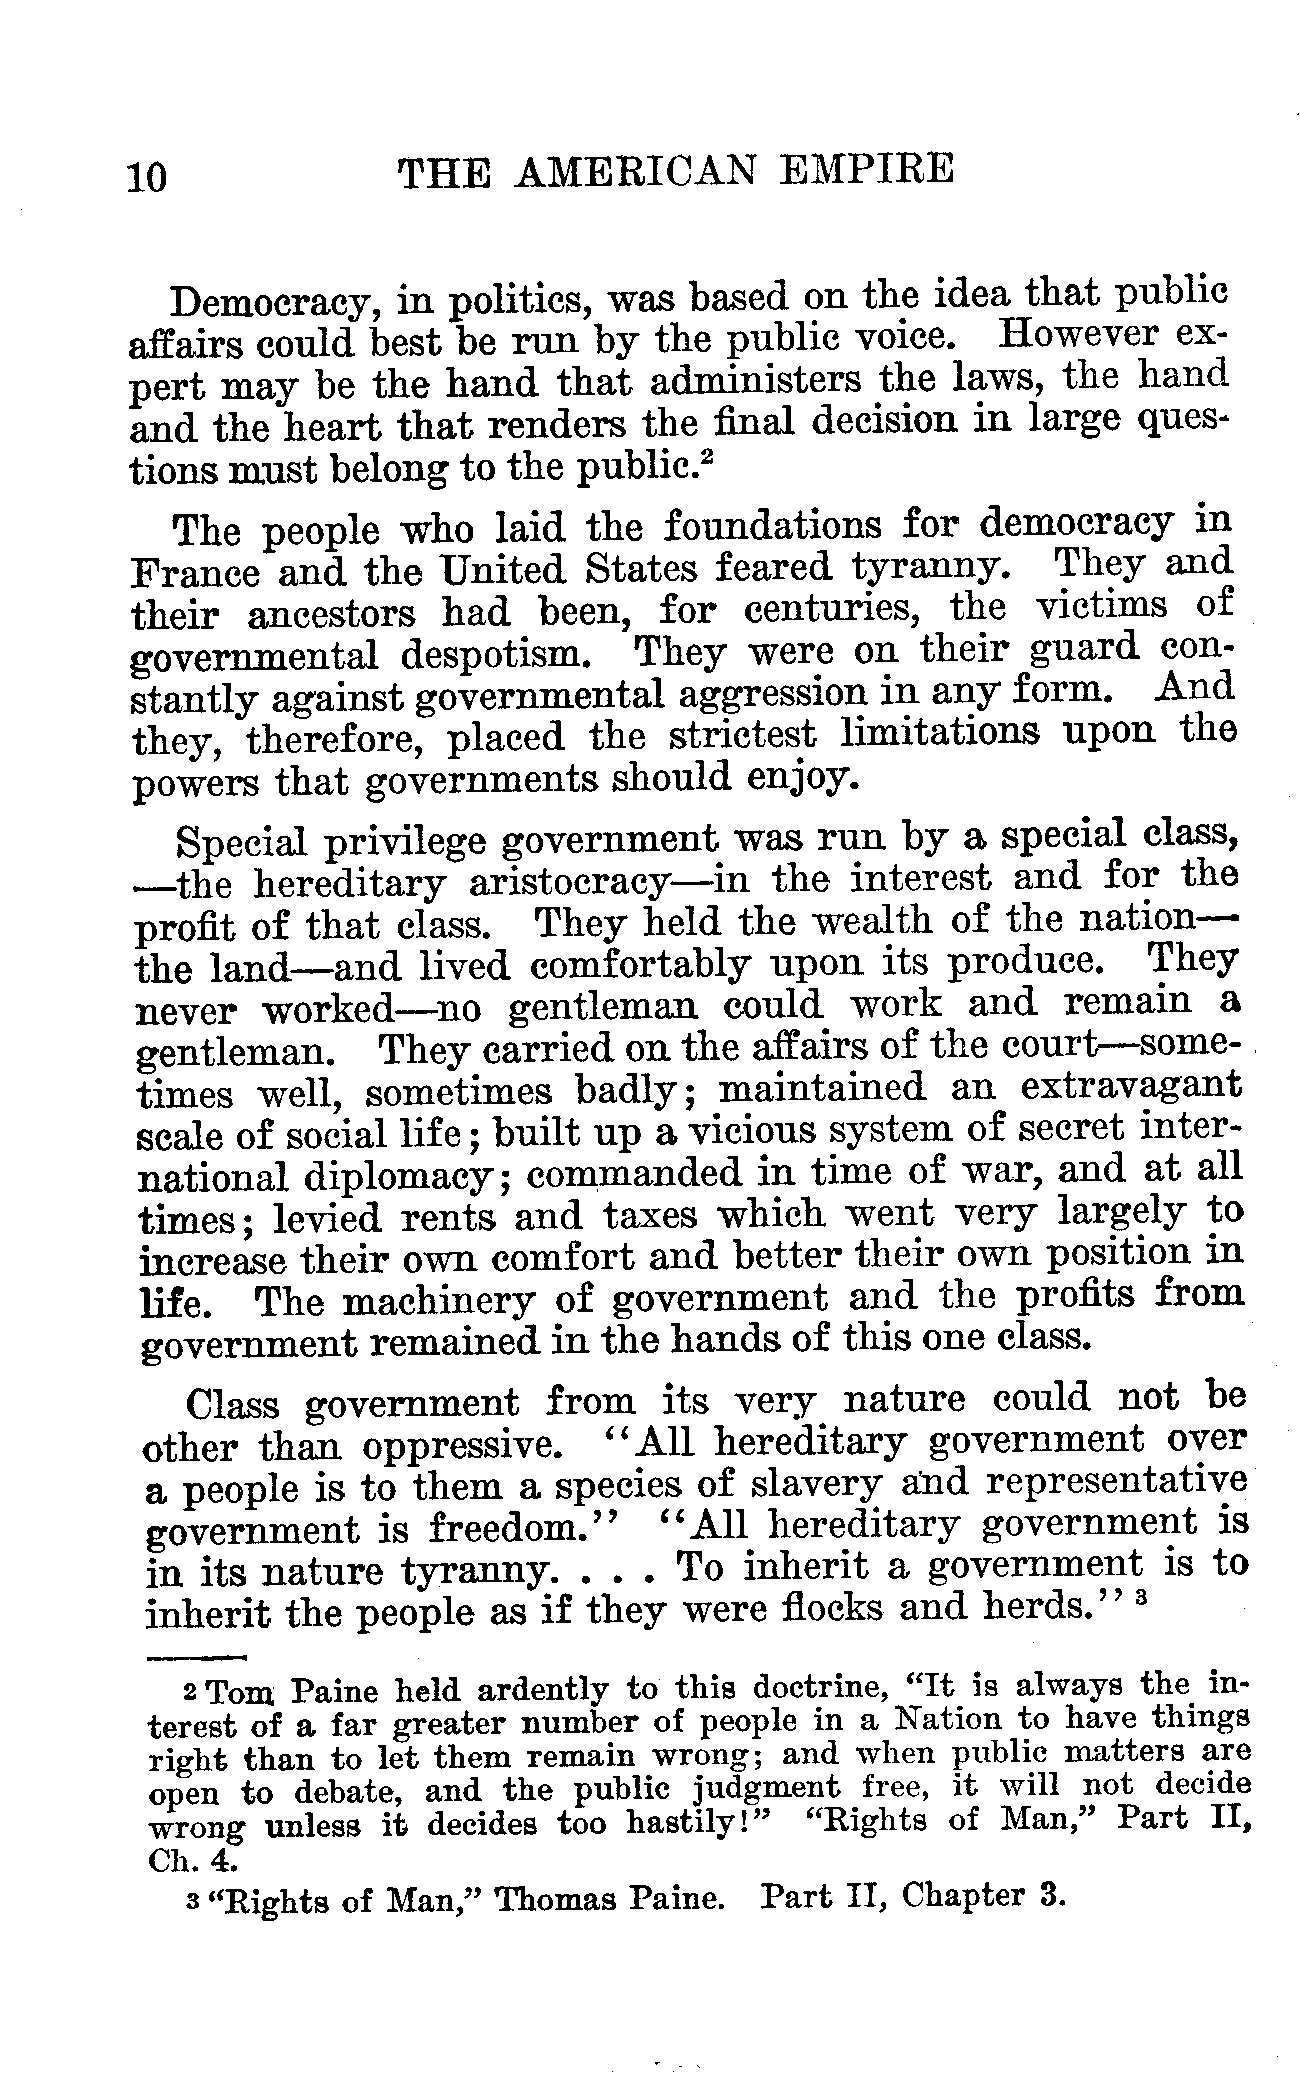 10 THE AMERICAN EMPIRE
Democracy, in politics, was based on the idea that public
affairs could best be run by the public voice. However ex-
pert may be the hand that administers the laws, the hand
and the heart that renders the final decision in large ques-
tions must belong to the public.²
The people who laid the foundations for democracy in
France and the United States feared tyranny. They and
their ancestors had been, for centuries, the victims of
governmental despotism. They were on their guard con-
stantly against governmental aggression in any form. And
they, therefore, placed the strictest limitations upon the
powers that governments should enjoy.
Special privilege government was run by a special class,
—the hereditary aristocracy—in the interest and for the
profit of that class. They held the wealth of the nation—
the land—and lived comfortably upon its produce. They
never worked—no gentleman could work and remain a
gentleman. They carried on the affairs of the court—some-
times well, sometimes badly; maintained an extravagant
scale of social life; built up a vicious system of secret inter-
national diplomacy; commanded in time of war, and at all
times; levied rents and taxes which went very largely to
increase their own comfort and better their own position in
life. The machinery of government and the profits from
government remained in the hands of this one class.
Class government from its very nature could not be
other than oppressive. "All hereditary government over
a people is to them a species of slavery and representative
government is freedom." "All hereditary government is
in its nature tyranny. . . . To inherit a government is to
inherit the people as if they were flocks and herds." ³
² Tom Paine held ardently to this doctrine, "It is always the in-
terest of a far greater number of people in a Nation to have things
right than to let them remain wrong; and when public matters are
open to debate, and the public judgment free, it will not decide
wrong unless it decides too hastily!" "Rights of Man," Part II,
Ch. 4.
³ "Rights of Man," Thomas Paine. Part II, Chapter 3.